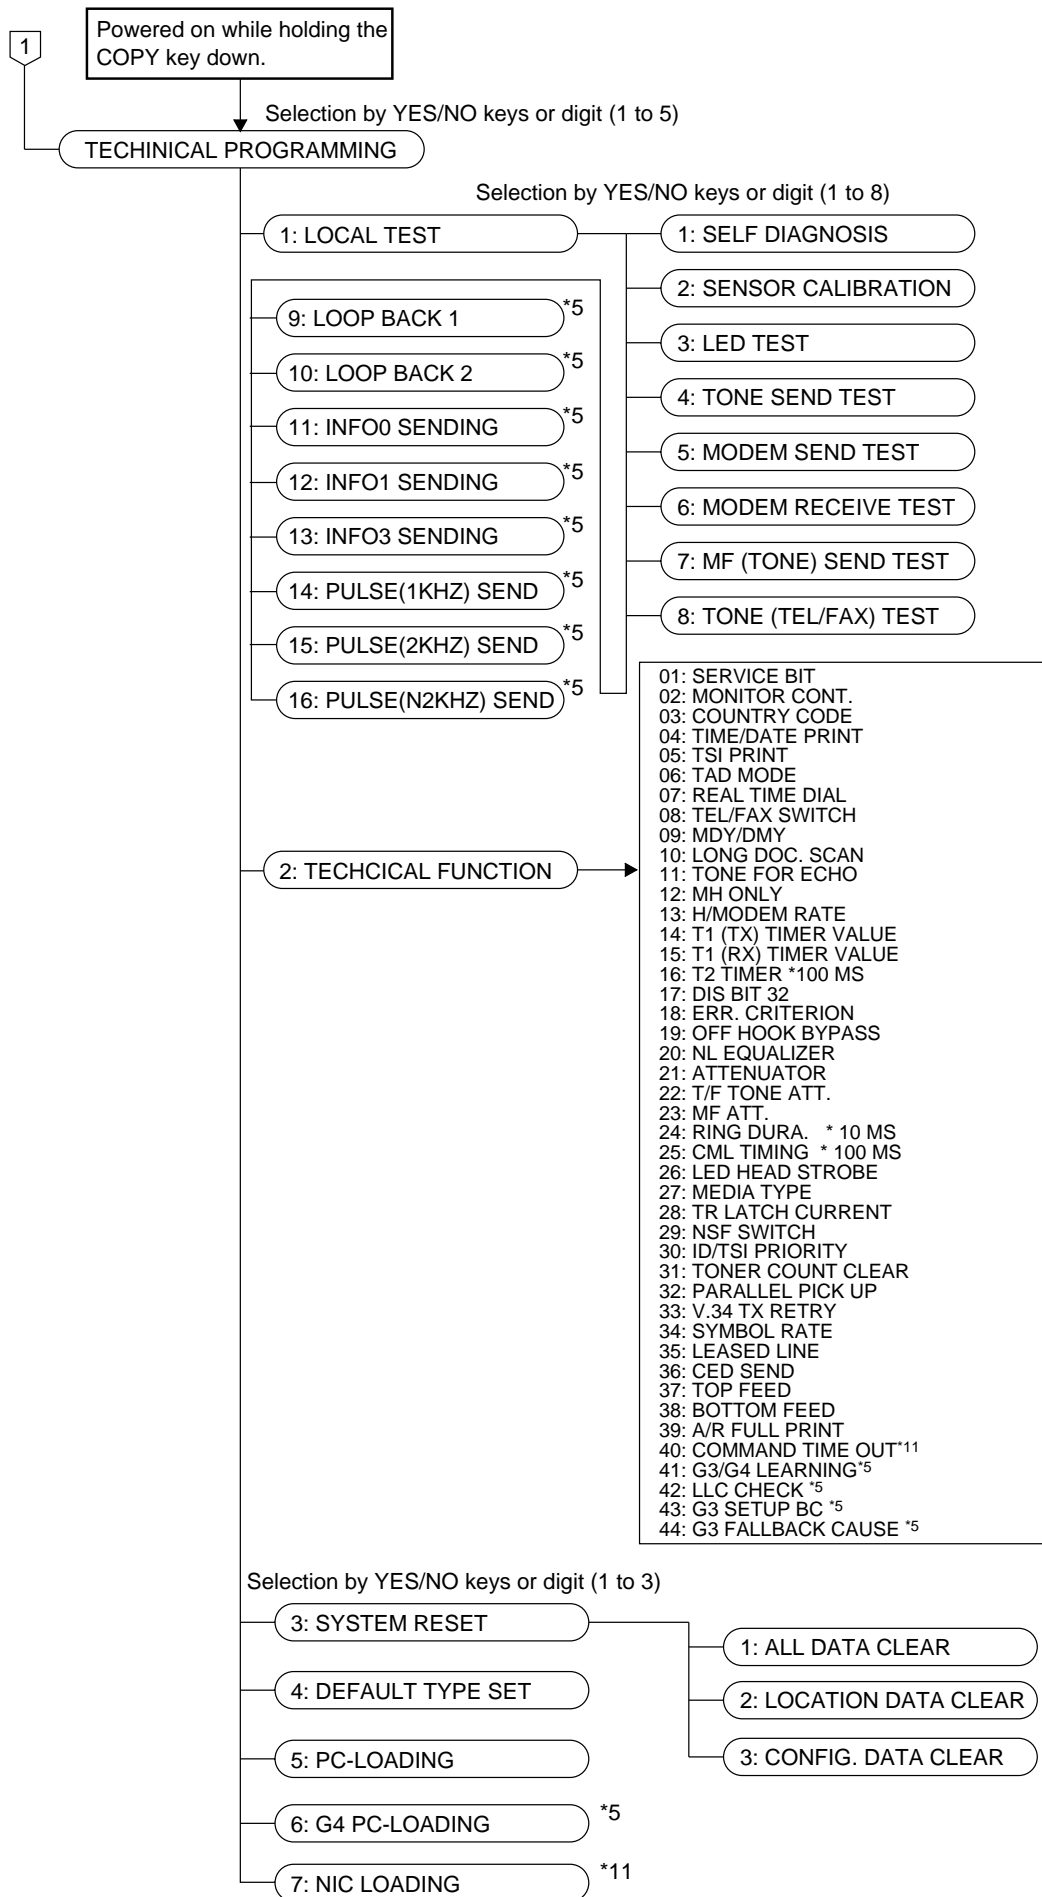 1
Powered on while holding the
COPY key down.
Selection by YES/NO keys or digit (1 to 5)
TECHINICAL PROGRAMMING
Selection by YES/NO keys or digit (1 to 8)
1: LOCAL TEST
1: SELF DIAGNOSIS
2: SENSOR CALIBRATION
3: LED TEST
4: TONE SEND TEST
5: MODEM SEND TEST
6: MODEM RECEIVE TEST
7: MF (TONE) SEND TEST
8: TONE (TEL/FAX) TEST
9: LOOP BACK 1 *5
10: LOOP BACK 2 *5
11: INFO0 SENDING *5
12: INFO1 SENDING *5
13: INFO3 SENDING *5
14: PULSE(1KHZ) SEND *5
15: PULSE(2KHZ) SEND *5
16: PULSE(N2KHZ) SEND *5
2: TECHCICAL FUNCTION
01: SERVICE BIT
02: MONITOR CONT.
03: COUNTRY CODE
04: TIME/DATE PRINT
05: TSI PRINT
06: TAD MODE
07: REAL TIME DIAL
08: TEL/FAX SWITCH
09: MDY/DMY
10: LONG DOC. SCAN
11: TONE FOR ECHO
12: MH ONLY
13: H/MODEM RATE
14: T1 (TX) TIMER VALUE
15: T1 (RX) TIMER VALUE
16: T2 TIMER *100 MS
17: DIS BIT 32
18: ERR. CRITERION
19: OFF HOOK BYPASS
20: NL EQUALIZER
21: ATTENUATOR
22: T/F TONE ATT.
23: MF ATT.
24: RING DURA. * 10 MS
25: CML TIMING * 100 MS
26: LED HEAD STROBE
27: MEDIA TYPE
28: TR LATCH CURRENT
29: NSF SWITCH
30: ID/TSI PRIORITY
31: TONER COUNT CLEAR
32: PARALLEL PICK UP
33: V.34 TX RETRY
34: SYMBOL RATE
35: LEASED LINE
36: CED SEND
37: TOP FEED
38: BOTTOM FEED
39: A/R FULL PRINT
40: COMMAND TIME OUT*11
41: G3/G4 LEARNING*5
42: LLC CHECK *5
43: G3 SETUP BC *5
44: G3 FALLBACK CAUSE *5
Selection by YES/NO keys or digit (1 to 3)
3: SYSTEM RESET
1: ALL DATA CLEAR
2: LOCATION DATA CLEAR
3: CONFIG. DATA CLEAR
4: DEFAULT TYPE SET
5: PC-LOADING
6: G4 PC-LOADING *5
7: NIC LOADING *11